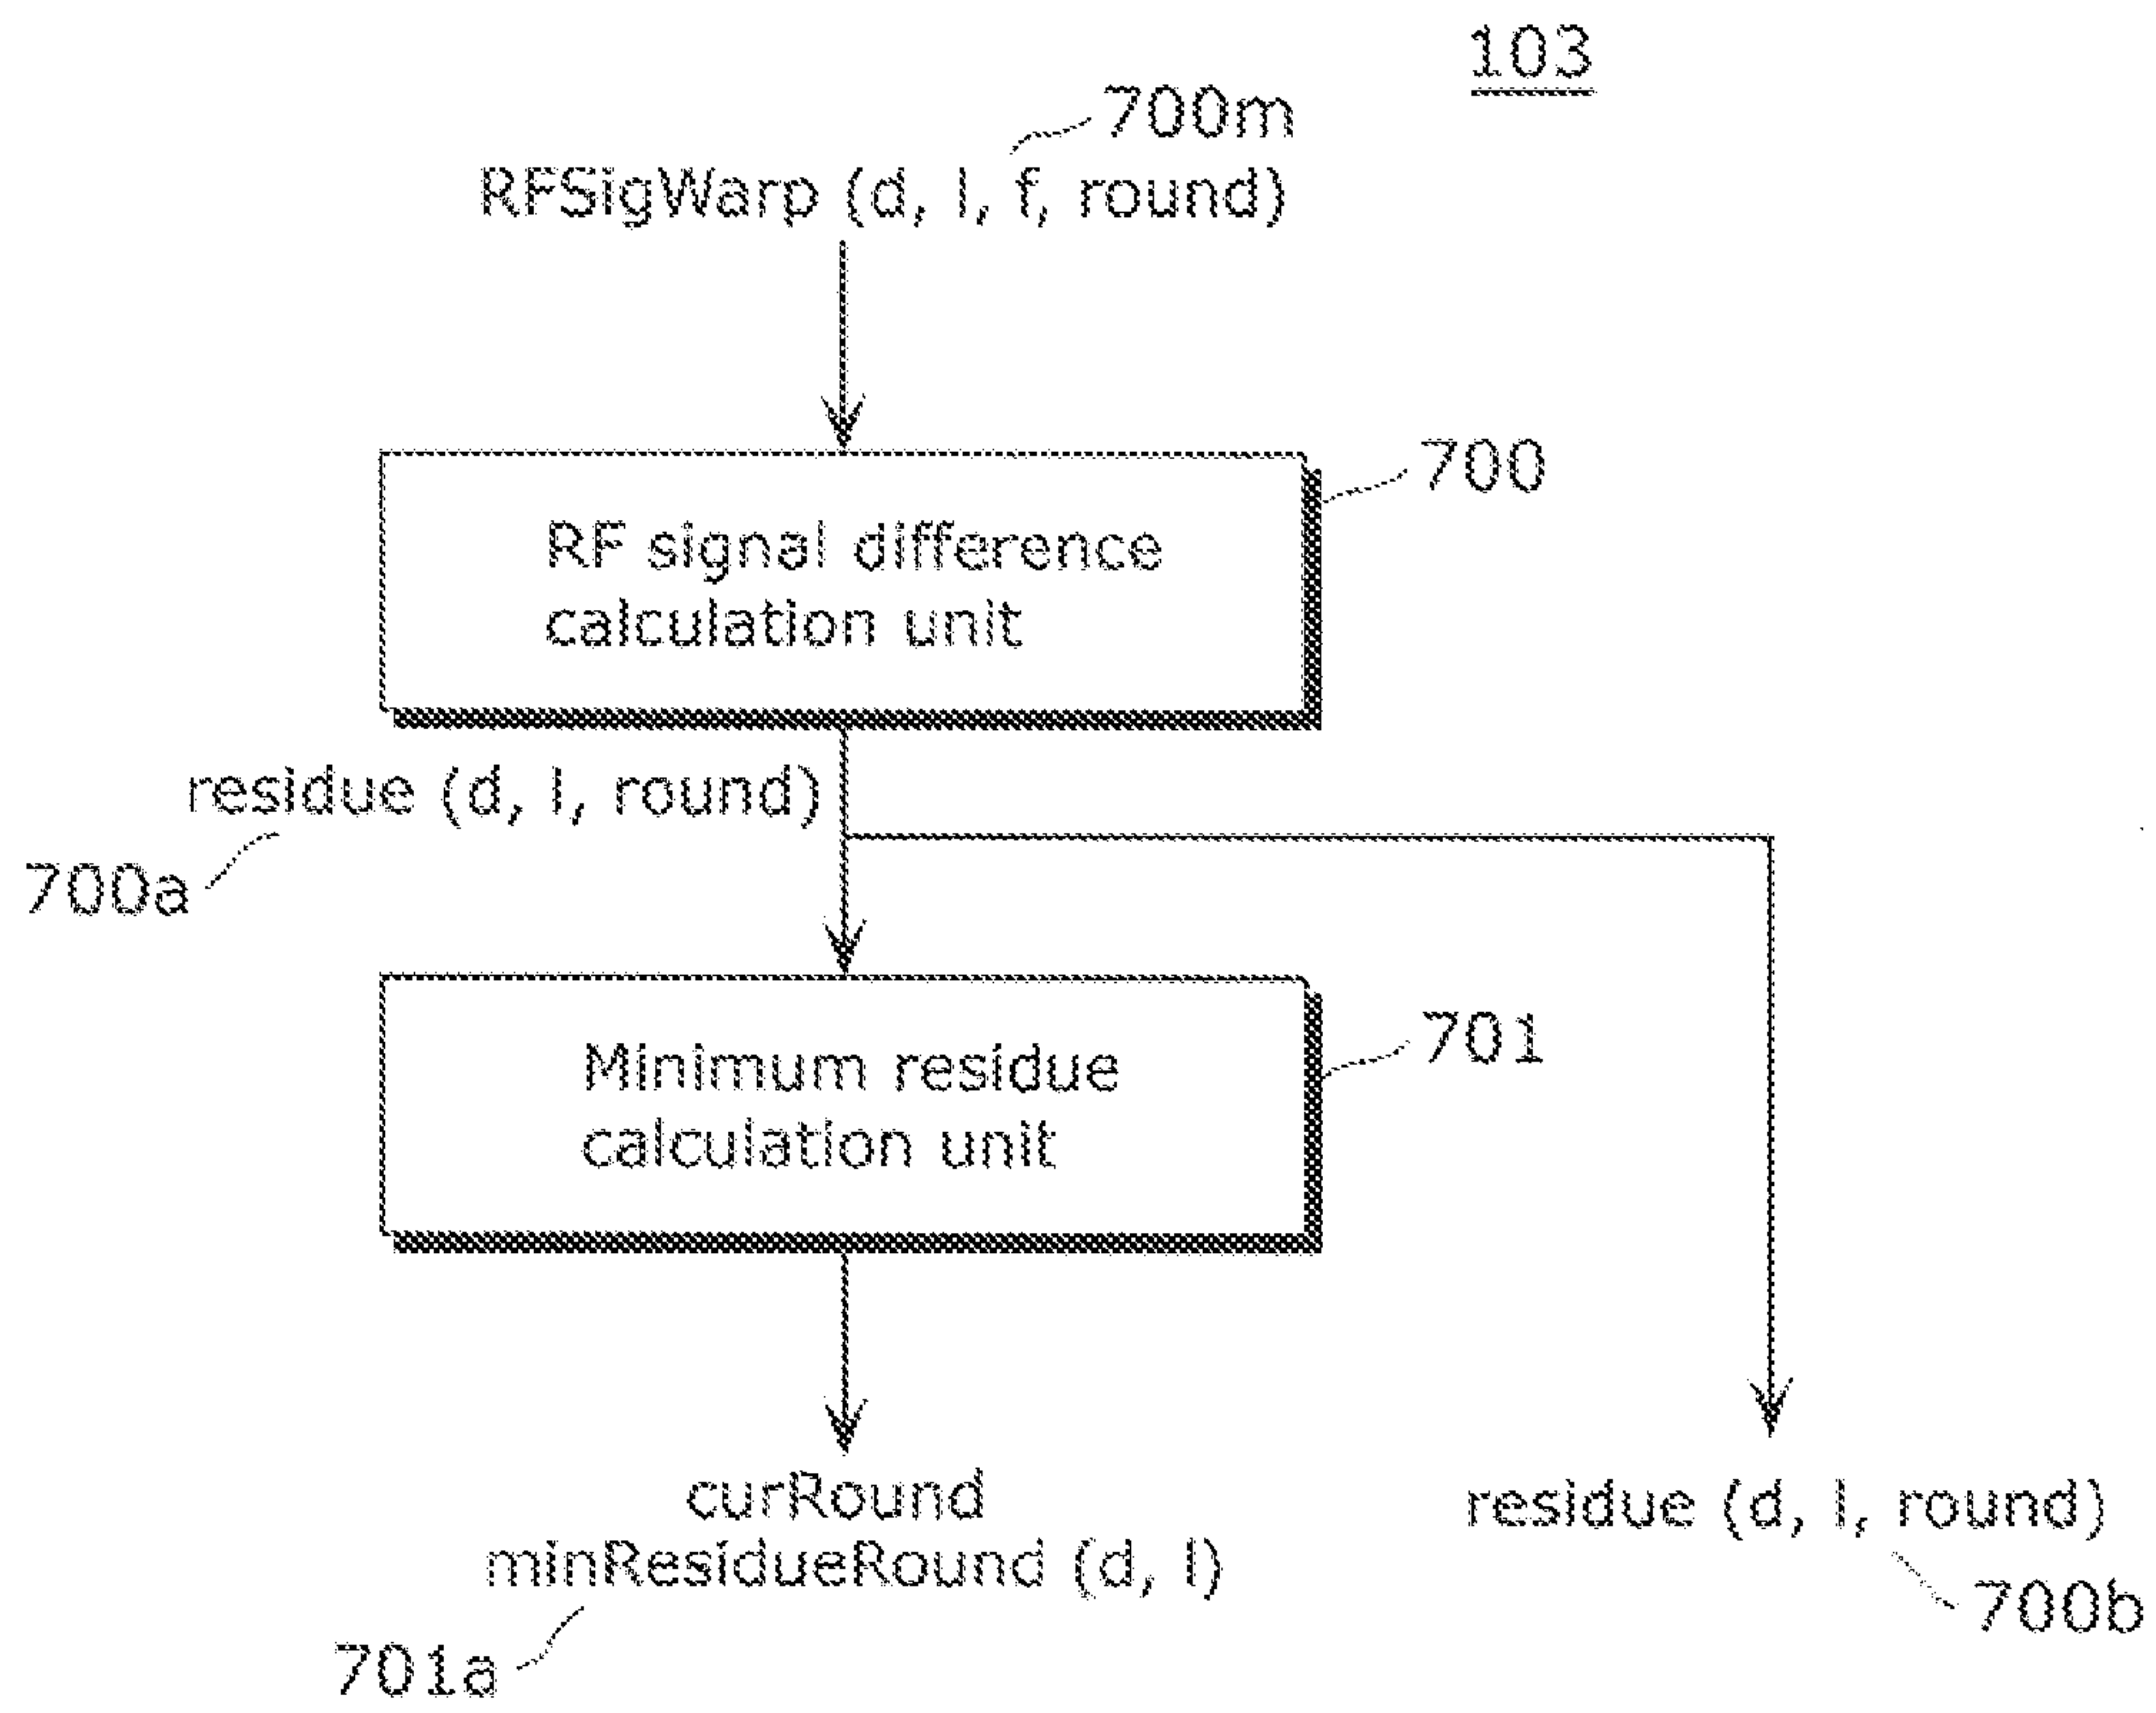 103
700m
RFSigWarp (d, l, f, round)
700
RF signal difference
calculation unit
residue (d, l, round)
700a
701
Minimum residue
calculation unit
curRound
minResidueRound (d, l)
701a
residue (d, l, round)
700b